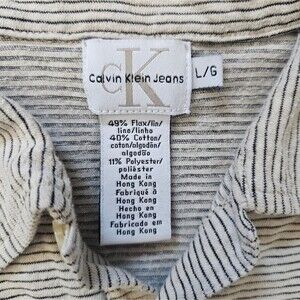 cK
Calvin Klein Jeans
L/G
49% Flax/lin/
lino/linho
40% Cotton/
coton/algodón/
algodão
11% Polyester/
poliéster
Made in
Hong Kong
Fabriqué à
Hong Kong
Hecho en
Hong Kong
Fabricado em
Hong Kong